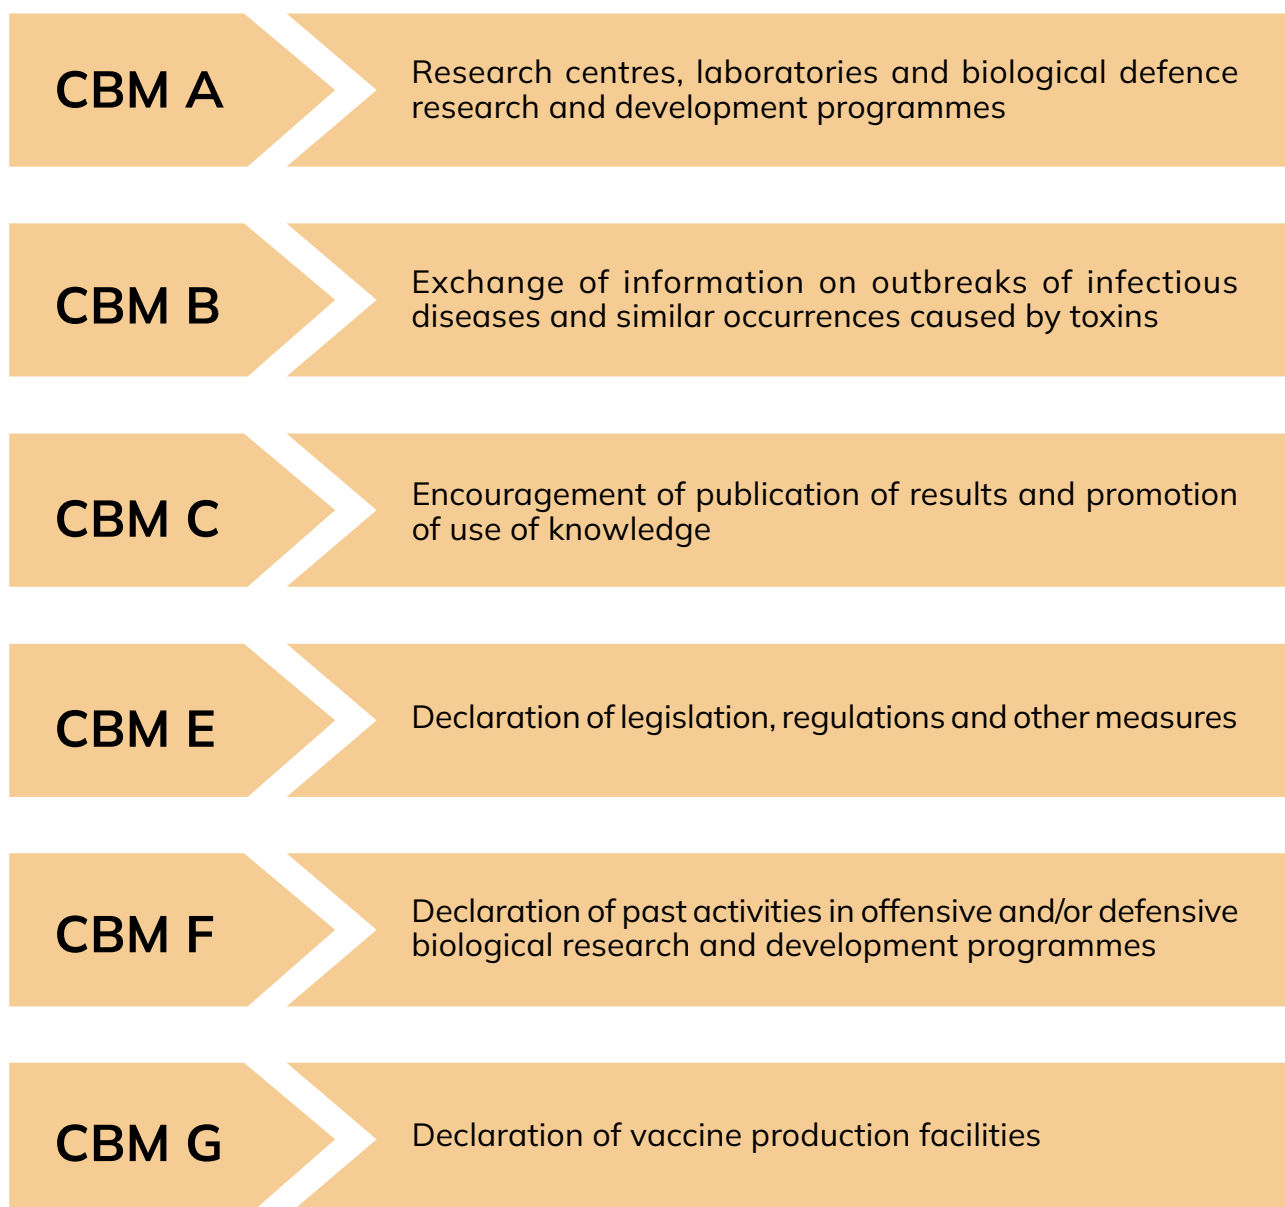 CBM A
Research centres, laboratories and biological defence
research and development programmes
CBM B
Exchange of information on outbreaks of infectious
diseases and similar occurrences caused by toxins
CBM C
Encouragement of publication of results and promotion
of use of knowledge
CBM E
Declaration of legislation, regulations and other measures
CBM F
Declaration of past activities in offensive and/or defensive
biological research and development programmes
CBM G
Declaration of vaccine production facilities